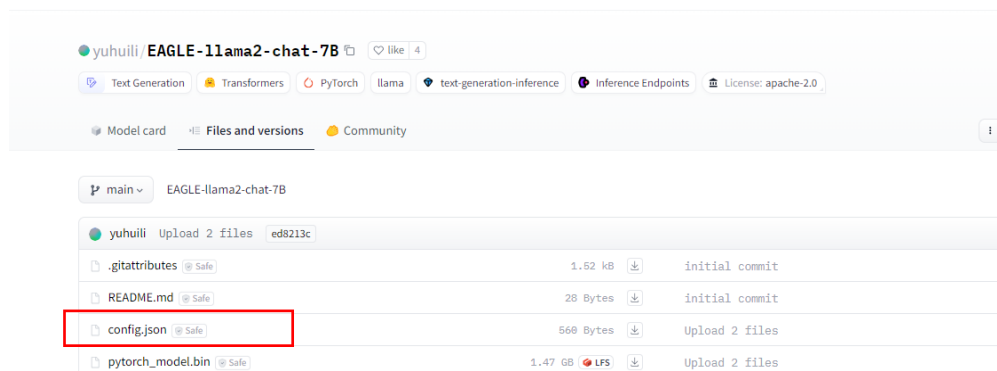 yuhuili/EAGLE-llama2-chat-7B like 4
Text Generation Transformers PyTorch llama text-generation-inference Inference Endpoints License: apache-2.0
Model card Files and versions Community
main EAGLE-llama2-chat-7B
yuhuili Upload 2 files ed8213c
.gitattributes Safe 1.52 kB initial commit
README.md Safe 28 Bytes initial commit
config.json Safe 560 Bytes Upload 2 files
pytorch_model.bin Safe 1.47 GB LFS Upload 2 files